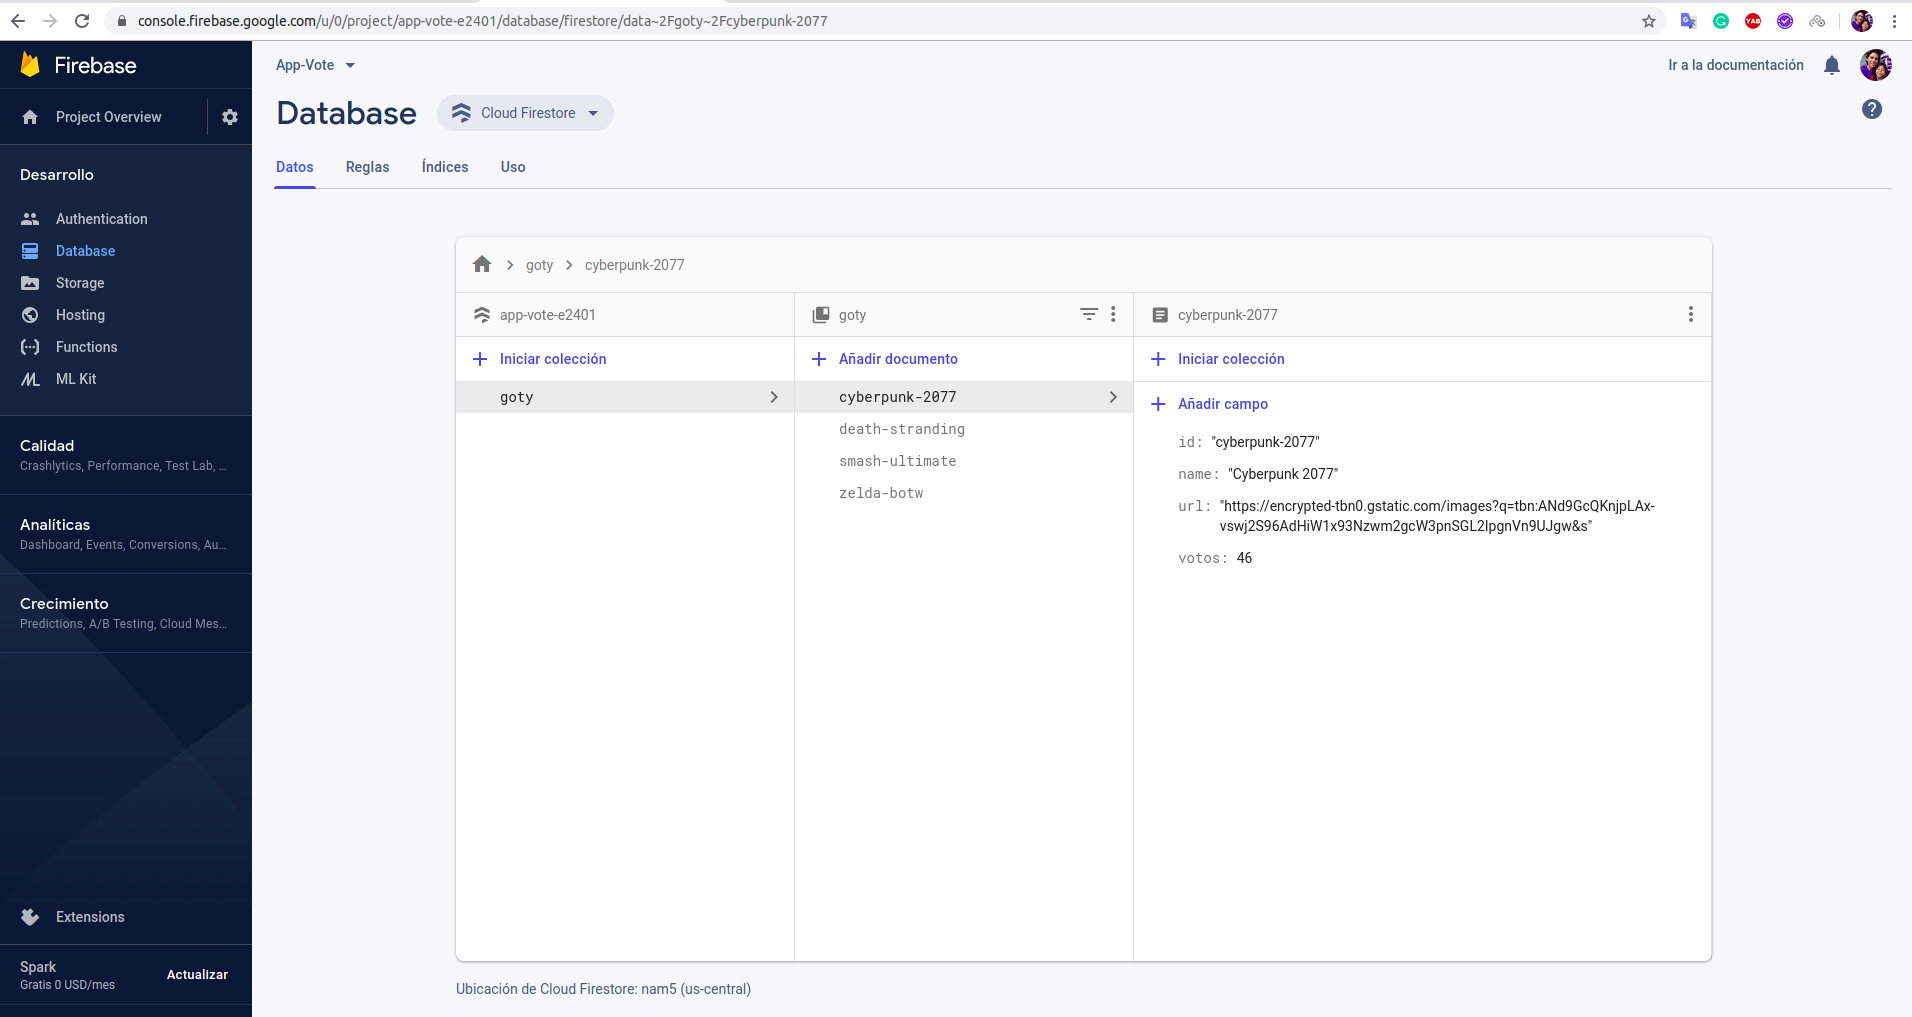 console.firebase.google.com/u/0/project/app-vote-e2401/database/firestore/data~2Fgoty~2Fcyberpunk-2077
YAB
Firebase
App-Vote
Ir a la documentación
Project Overview
Database
Cloud Firestore
Desarrollo
Datos
Reglas
Índices
Uso
Authentication
Database
Storage
Hosting
Functions
ML Kit
goty
cyberpunk-2077
app-vote-e2401
goty
cyberpunk-2077
Iniciar colección
Añadir documento
Iniciar colección
goty
cyberpunk-2077
death-stranding
smash-ultimate
zelda-botw
Añadir campo
id: "cyberpunk-2077"
name: "Cyberpunk 2077"
url: "https://encrypted-tbn0.gstatic.com/images?q=tbn:ANd9GcQKnjpLAx-
vswj2S96AdHiW1x93Nzwm2gcW3pnSGL2IpgnVn9UJgw&s"
votos: 46
Calidad
Crashlytics, Performance, Test Lab, …
Analíticas
Dashboard, Events, Conversions, Au…
Crecimiento
Predictions, A/B Testing, Cloud Mes…
Extensions
Spark
Gratis 0 USD/mes
Actualizar
Ubicación de Cloud Firestore: nam5 (us-central)